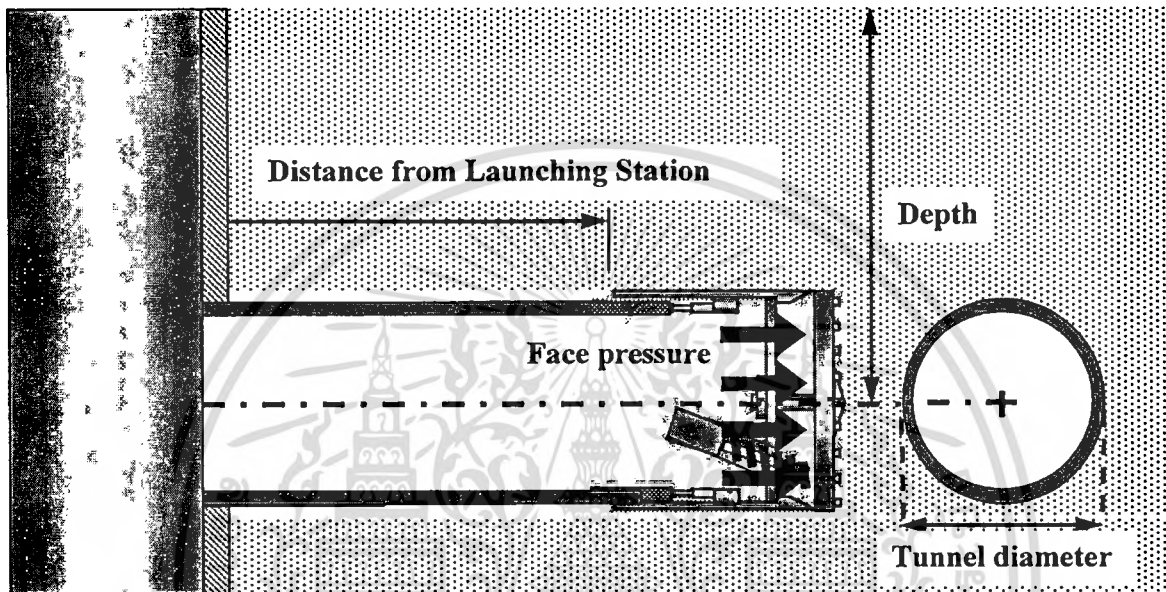 Distance from Launching Station
Depth
Face pressure
Tunnel diameter